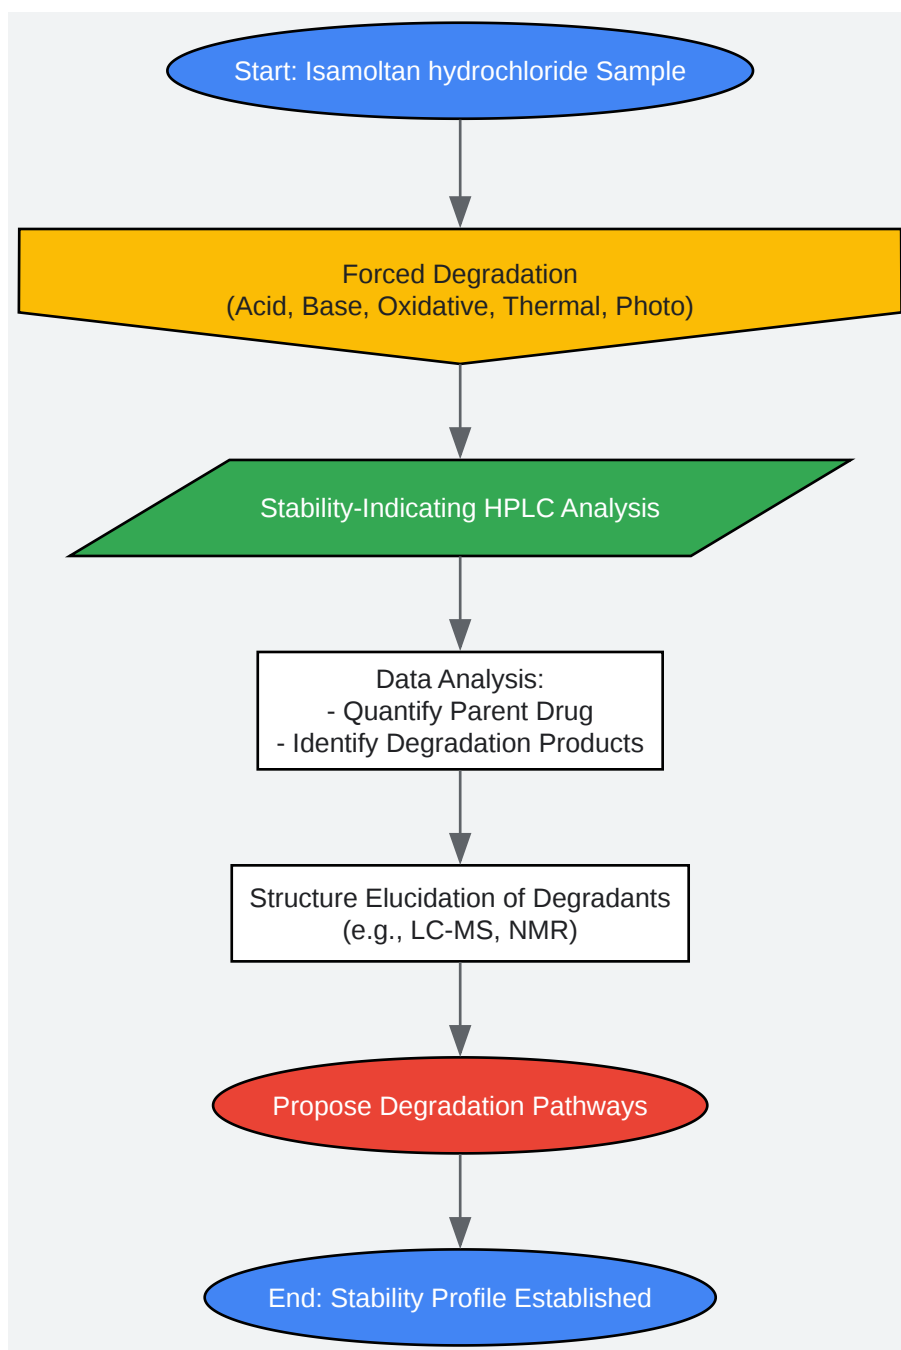 Start: Isamoltan hydrochloride Sample
Forced Degradation
(Acid, Base, Oxidative, Thermal, Photo)
Stability-Indicating HPLC Analysis
Data Analysis:
- Quantify Parent Drug
- Identify Degradation Products
Structure Elucidation of Degradants
(e.g., LC-MS, NMR)
Propose Degradation Pathways
End: Stability Profile Established